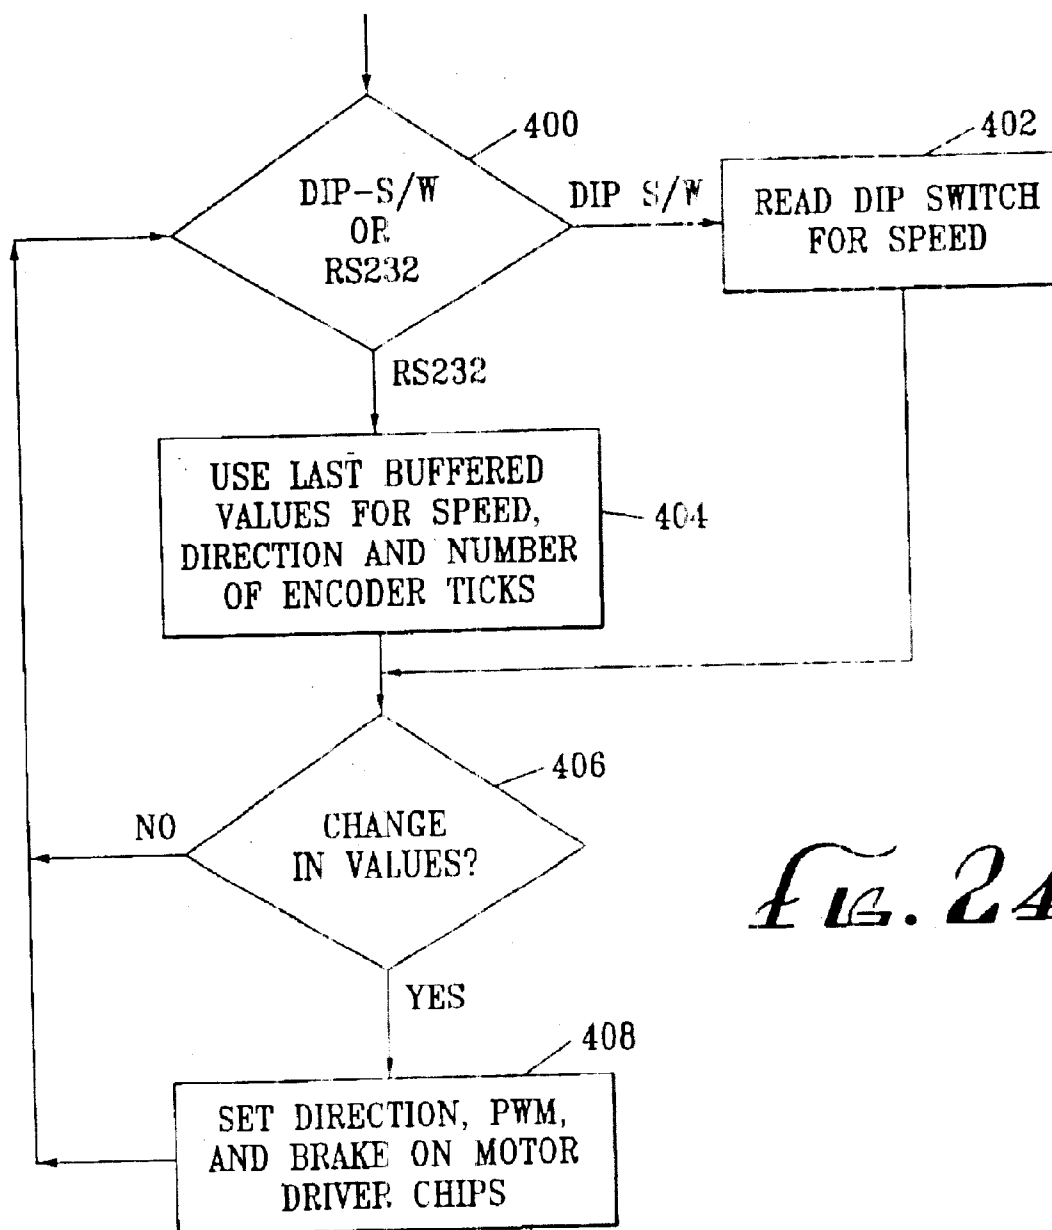 400
DIP-S/W
OR
RS232
DIP S/W
402
READ DIP SWITCH
FOR SPEED
RS232
USE LAST BUFFERED
VALUES FOR SPEED,
DIRECTION AND NUMBER
OF ENCODER TICKS
404
406
CHANGE
IN VALUES?
NO
YES
408
SET DIRECTION, PWM,
AND BRAKE ON MOTOR
DRIVER CHIPS
FIG. 24